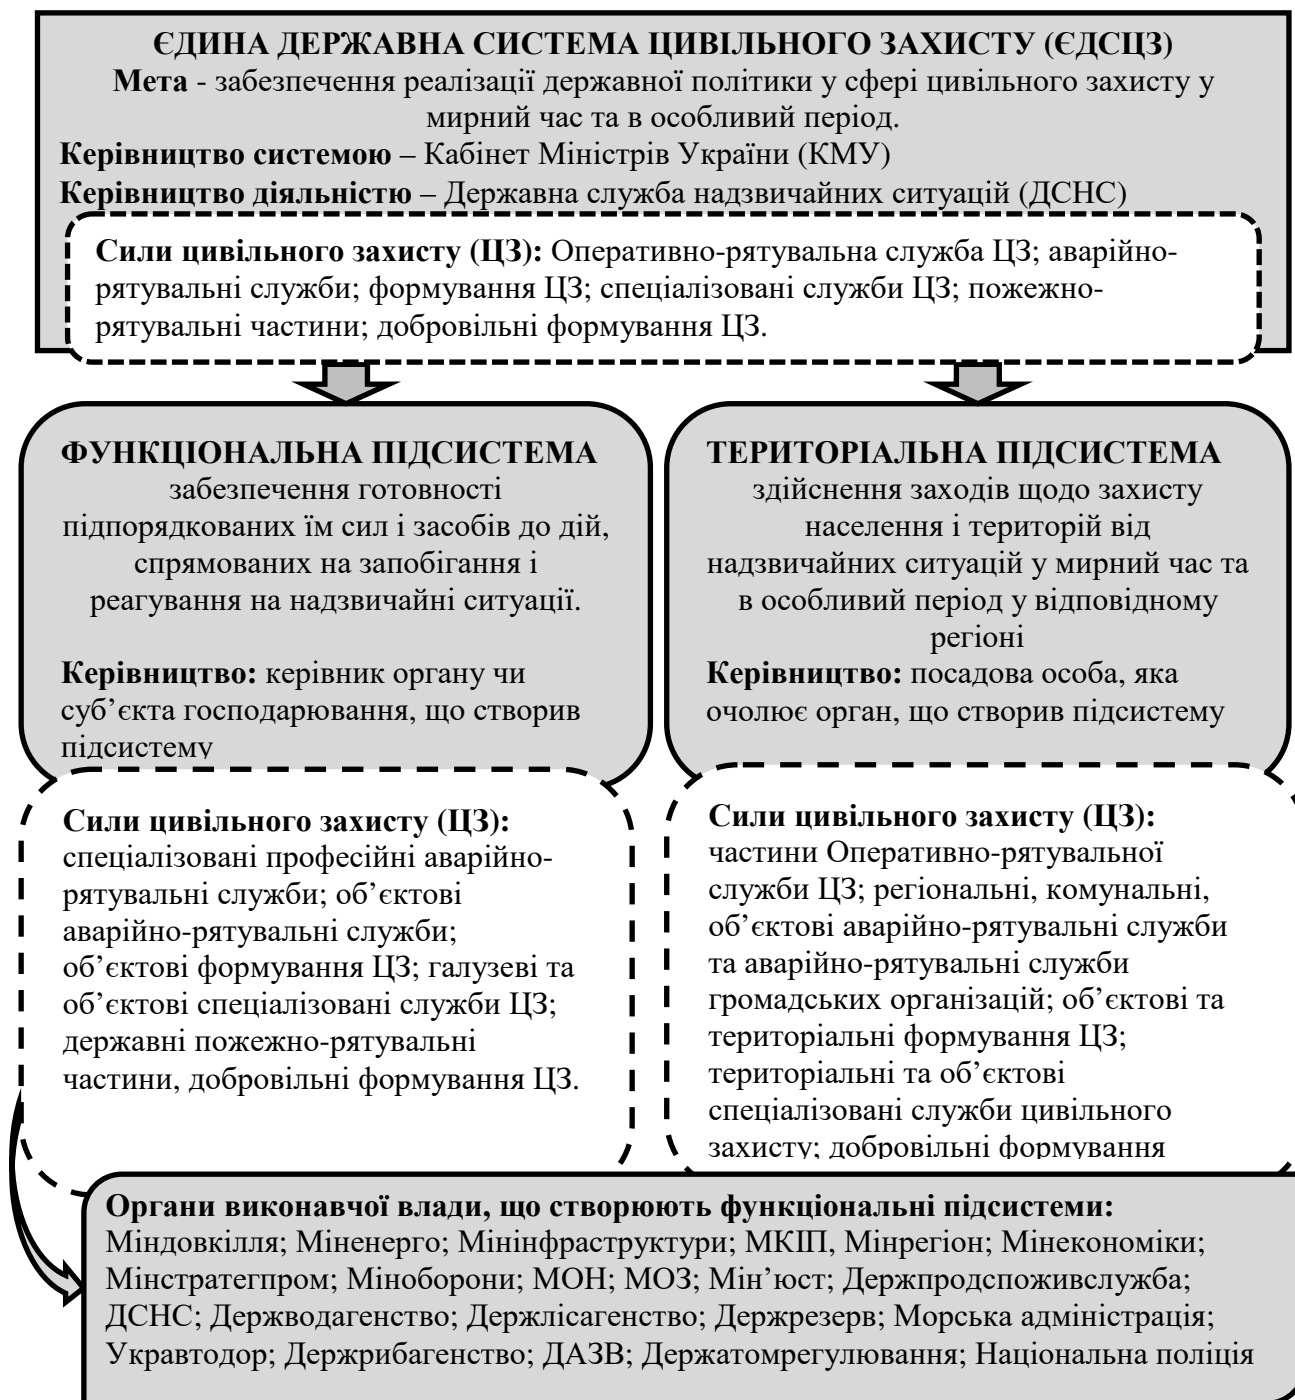 ЄДИНА ДЕРЖАВНА СИСТЕМА ЦИВІЛЬНОГО ЗАХИСТУ (ЄДСЦЗ)
Мета - забезпечення реалізації державної політики у сфері цивільного захисту у
мирний час та в особливий період.
Керівництво системою – Кабінет Міністрів України (КМУ)
Керівництво діяльністю – Державна служба надзвичайних ситуацій (ДСНС)
Сили цивільного захисту (ЦЗ): Оперативно-рятувальна служба ЦЗ; аварійно-
рятувальні служби; формування ЦЗ; спеціалізовані служби ЦЗ; пожежно-
рятувальні частини; добровільні формування ЦЗ.
ФУНКЦІОНАЛЬНА ПІДСИСТЕМА
забезпечення готовності
підпорядкованих їм сил і засобів до дій,
спрямованих на запобігання і
реагування на надзвичайні ситуації.
Керівництво: керівник органу чи
суб’єкта господарювання, що створив
підсистему
ТЕРИТОРІАЛЬНА ПІДСИСТЕМА
здійснення заходів щодо захисту
населення і територій від
надзвичайних ситуацій у мирний час та
в особливий період у відповідному
регіоні
Керівництво: посадова особа, яка
очолює орган, що створив підсистему
Сили цивільного захисту (ЦЗ):
спеціалізовані професійні аварійно-
рятувальні служби; об’єктові
аварійно-рятувальні служби;
об’єктові формування ЦЗ; галузеві та
об’єктові спеціалізовані служби ЦЗ;
державні пожежно-рятувальні
частини, добровільні формування ЦЗ.
Сили цивільного захисту (ЦЗ):
частини Оперативно-рятувальної
служби ЦЗ; регіональні, комунальні,
об’єктові аварійно-рятувальні служби
та аварійно-рятувальні служби
громадських організацій; об’єктові та
територіальні формування ЦЗ;
територіальні та об’єктові
спеціалізовані служби цивільного
захисту; добровільні формування
Органи виконавчої влади, що створюють функціональні підсистеми:
Міндовкілля; Міненерго; Мінінфраструктури; МКІП, Мінрегіон; Мінекономіки;
Мінстратегпром; Міноборони; МОН; МОЗ; Мін’юст; Держпродспоживслужба;
ДСНС; Держводагенство; Держлісагенство; Держрезерв; Морська адміністрація;
Укравтодор; Держрибагенство; ДАЗВ; Держатомрегулювання; Національна поліція